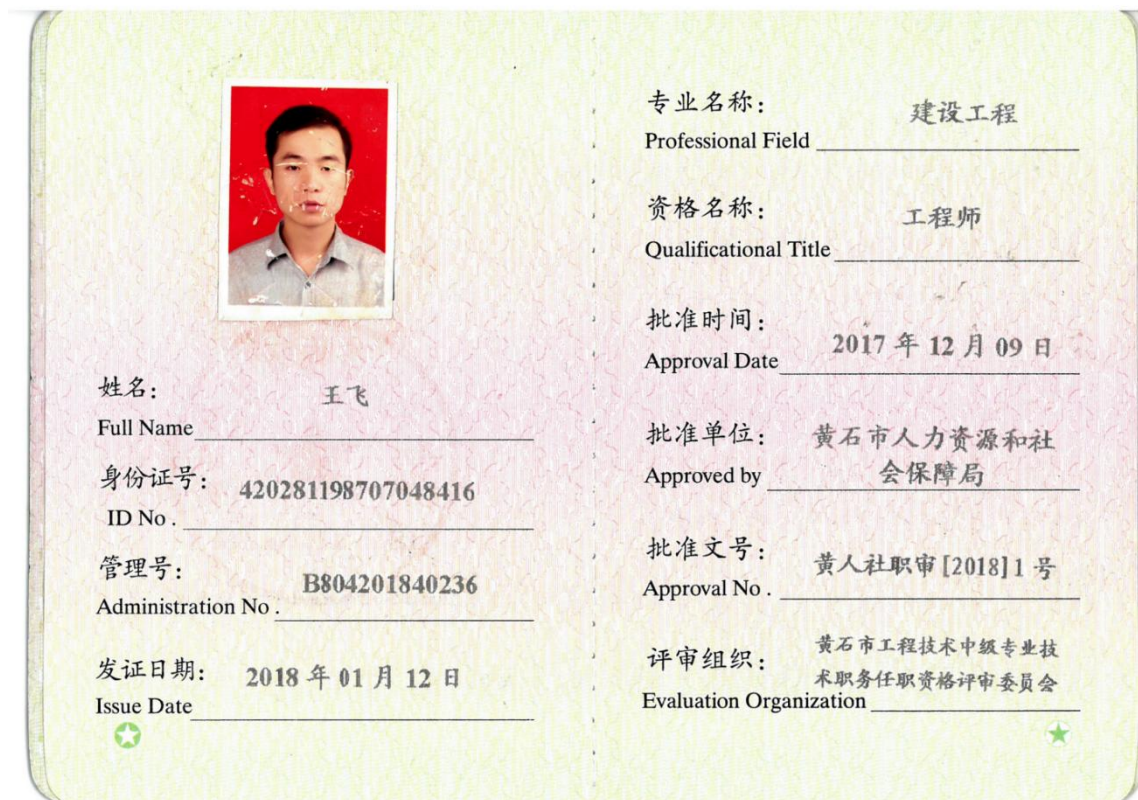 姓名:
王飞
Full Name
身份证号:
420281198707048416
ID No .
管理号:
B804201840236
Administration No .
发证日期:
2018 年 01 月 12 日
Issue Date
专业名称:
建设工程
Professional Field
资格名称:
工程师
Qualificational Title
批准时间:
2017 年 12 月 09 日
Approval Date
批准单位:
黄石市人力资源和社
会保障局
Approved by
批准文号:
黄人社职审[2018]1 号
Approval No .
评审组织:
黄石市工程技术中级专业技
术职务任职资格评审委员会
Evaluation Organization